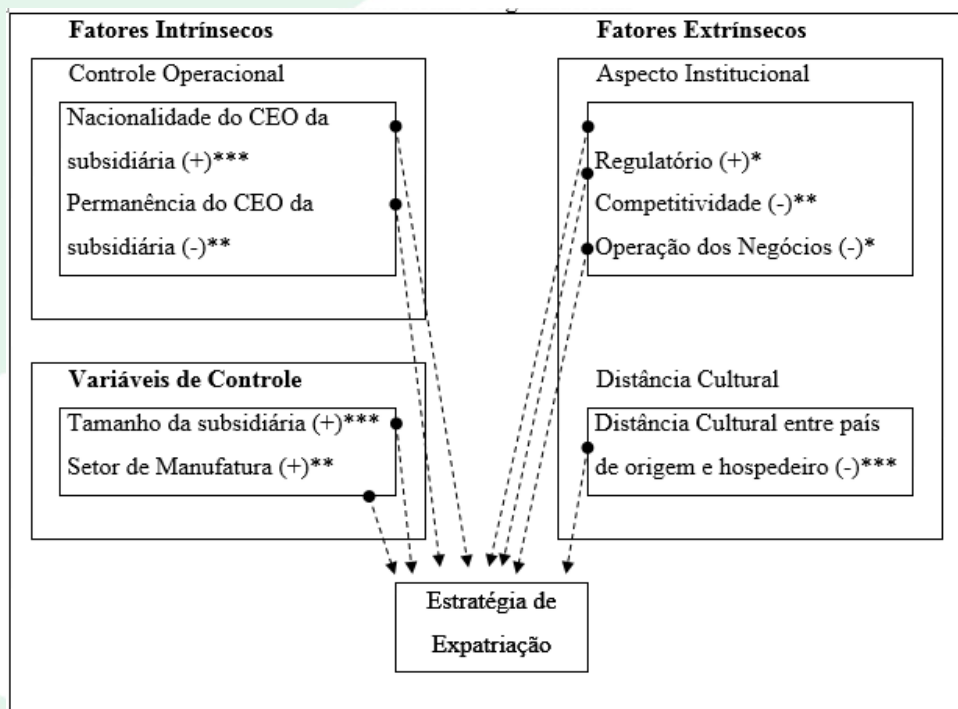 Fatores Intrínsecos
Controle Operacional
Nacionalidade do CEO da
subsidiária (+)***
Permanência do CEO da
subsidiária (-)**
Variáveis de Controle
Tamanho da subsidiária (+)***
Setor de Manufatura (+)**
Fatores Extrínsecos
Aspecto Institucional
Regulatório (+)*
Competitividade (-)**
Operação dos Negócios (-)*
Distância Cultural
Distância Cultural entre país
de origem e hospedeiro (-)***
Estratégia de
Expatriação